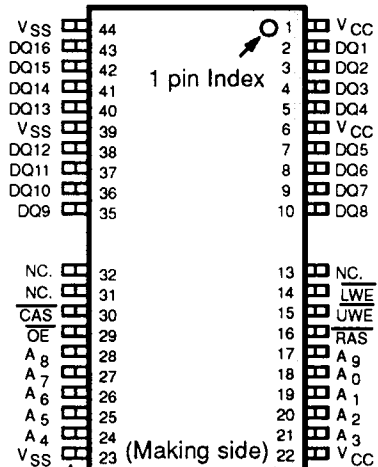 VSS 44 1 VCC
DQ16 43 2 DQ1
DQ15 42 3 DQ2
1 pin Index
DQ14 41 4 DQ3
DQ13 40 5 DQ4
VSS 39 6 VCC
DQ12 38 7 DQ5
DQ11 37 8 DQ6
DQ10 36 9 DQ7
DQ9 35 10 DQ8
NC. 32 13 NC.
NC. 31 14 LWE
CAS 30 15 UWE
OE 29 16 RAS
A8 28 17 A9
A7 27 18 A0
A6 26 19 A1
A5 25 20 A2
A4 24 21 A3
VSS 23 (Making side) 22 VCC